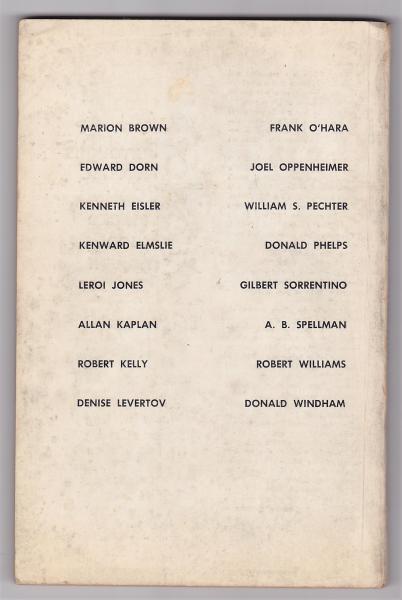 MARION BROWN FRANK O'HARA
EDWARD DORN JOEL OPPENHEIMER
KENNETH EISLER WILLIAM S. PECHTER
KENWARD ELMSLIE DONALD PHELPS
LEROI JONES GILBERT SORRENTINO
ALLAN KAPLAN A. B. SPELLMAN
ROBERT KELLY ROBERT WILLIAMS
DENISE LEVERTOV DONALD WINDHAM